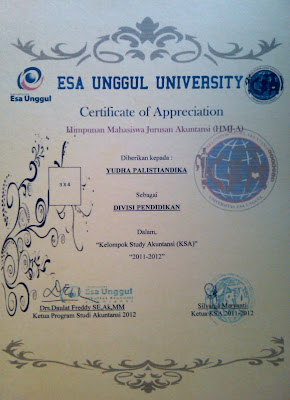 Esa Unggul
ESA UNGGUL UNIVERSITY
Certificate of Appreciation
Himpunan Mahasiswa Jurusan Akuntansi (HMJ-A)
Diberikan kepada :
YUDHA PALISTIANDIKA
Sebagai
DIVISI PENDIDIKAN
Dalam,
"Kelompok Study Akuntansi (KSA)"
"2011-2012"
Esa Unggul
Drs.Daulat Freddy SE,Ak,MM
Ketua Program Studi Akuntansi 2012
Ketua KSA 2011-2012